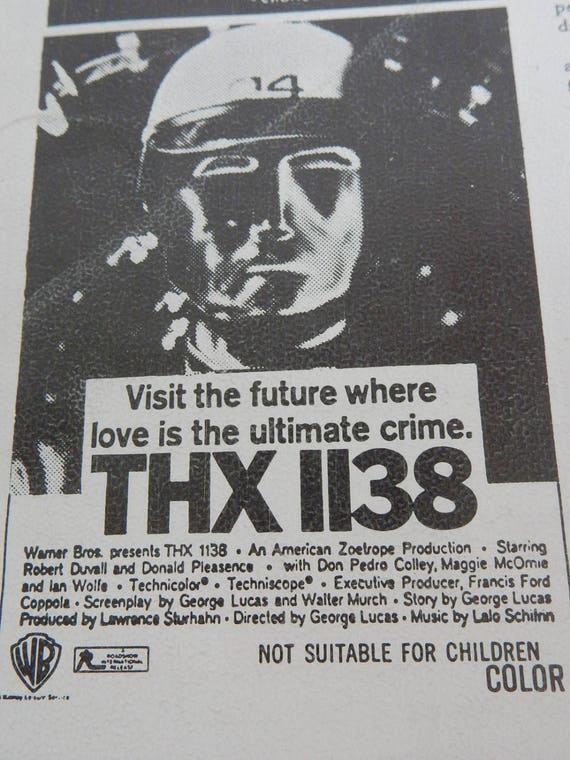 14
Visit the future where
love is the ultimate crime.
THX 1138
Warner Bros. presents THX 1138 • An American Zoetrope Production • Starring
Robert Duvall and Donald Pleasence • with Don Pedro Colley, Maggie McOmie
and Ian Wolfe • Technicolor® • Techniscope® • Executive Producer, Francis Ford
Coppola • Screenplay by George Lucas and Walter Murch • Story by George Lucas
Produced by Lawrence Sturhahn • Directed by George Lucas • Music by Lalo Schifrin
WB
ROADSHOW
INTERNATIONAL
RELEASE
NOT SUITABLE FOR CHILDREN
COLOR